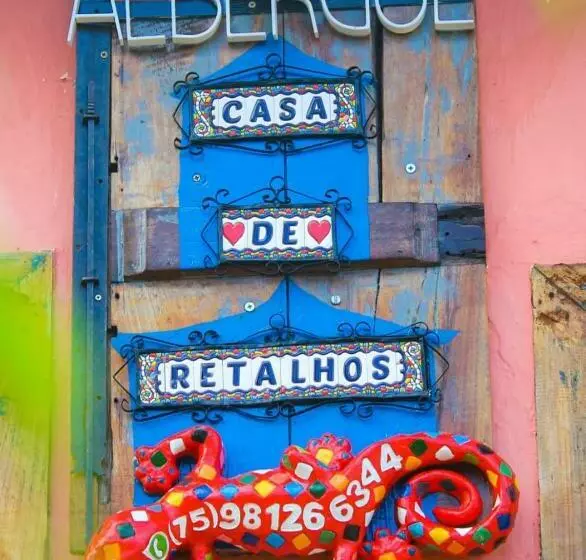 ALBERGUE
CASA
DE
RETALHOS
(75)98126 6344